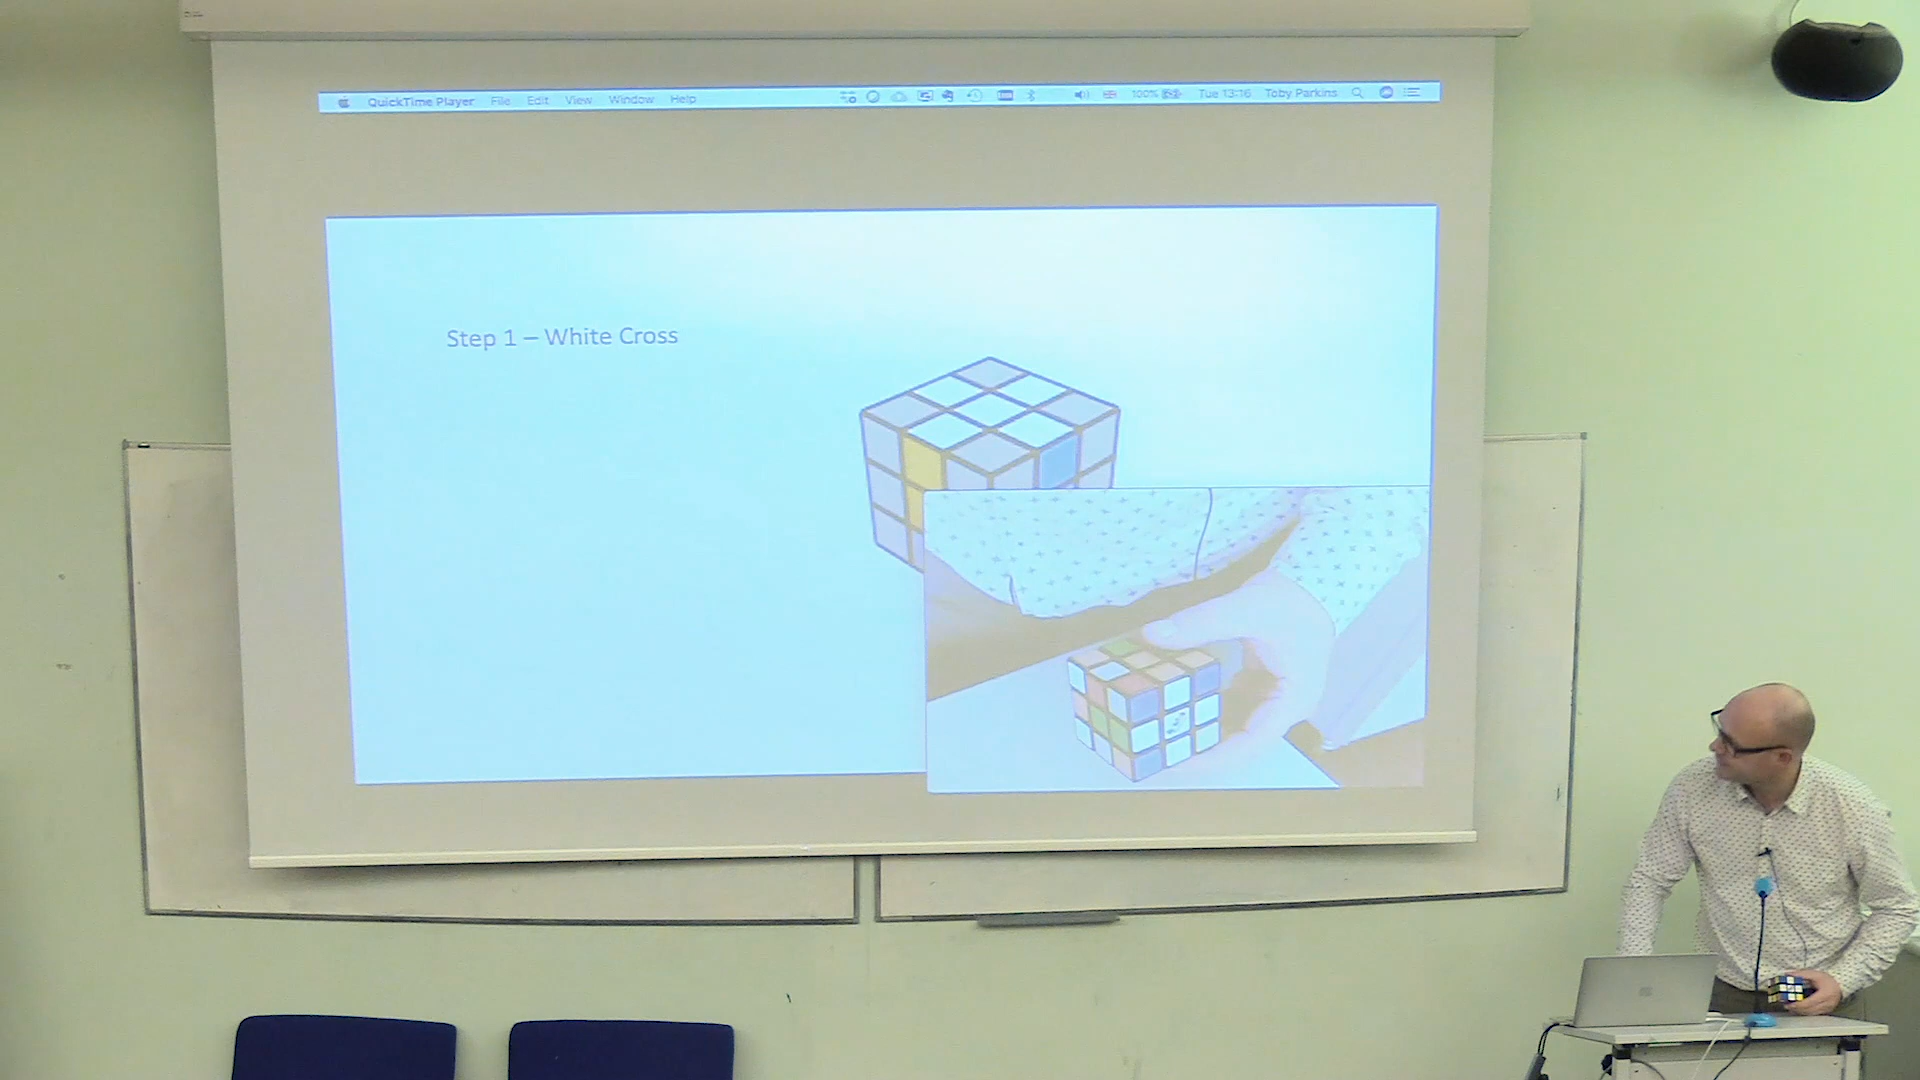 QuickTime Player File Edit View Window Help 100% Tue 13:16 Toby Parkins
Step 1 – White Cross